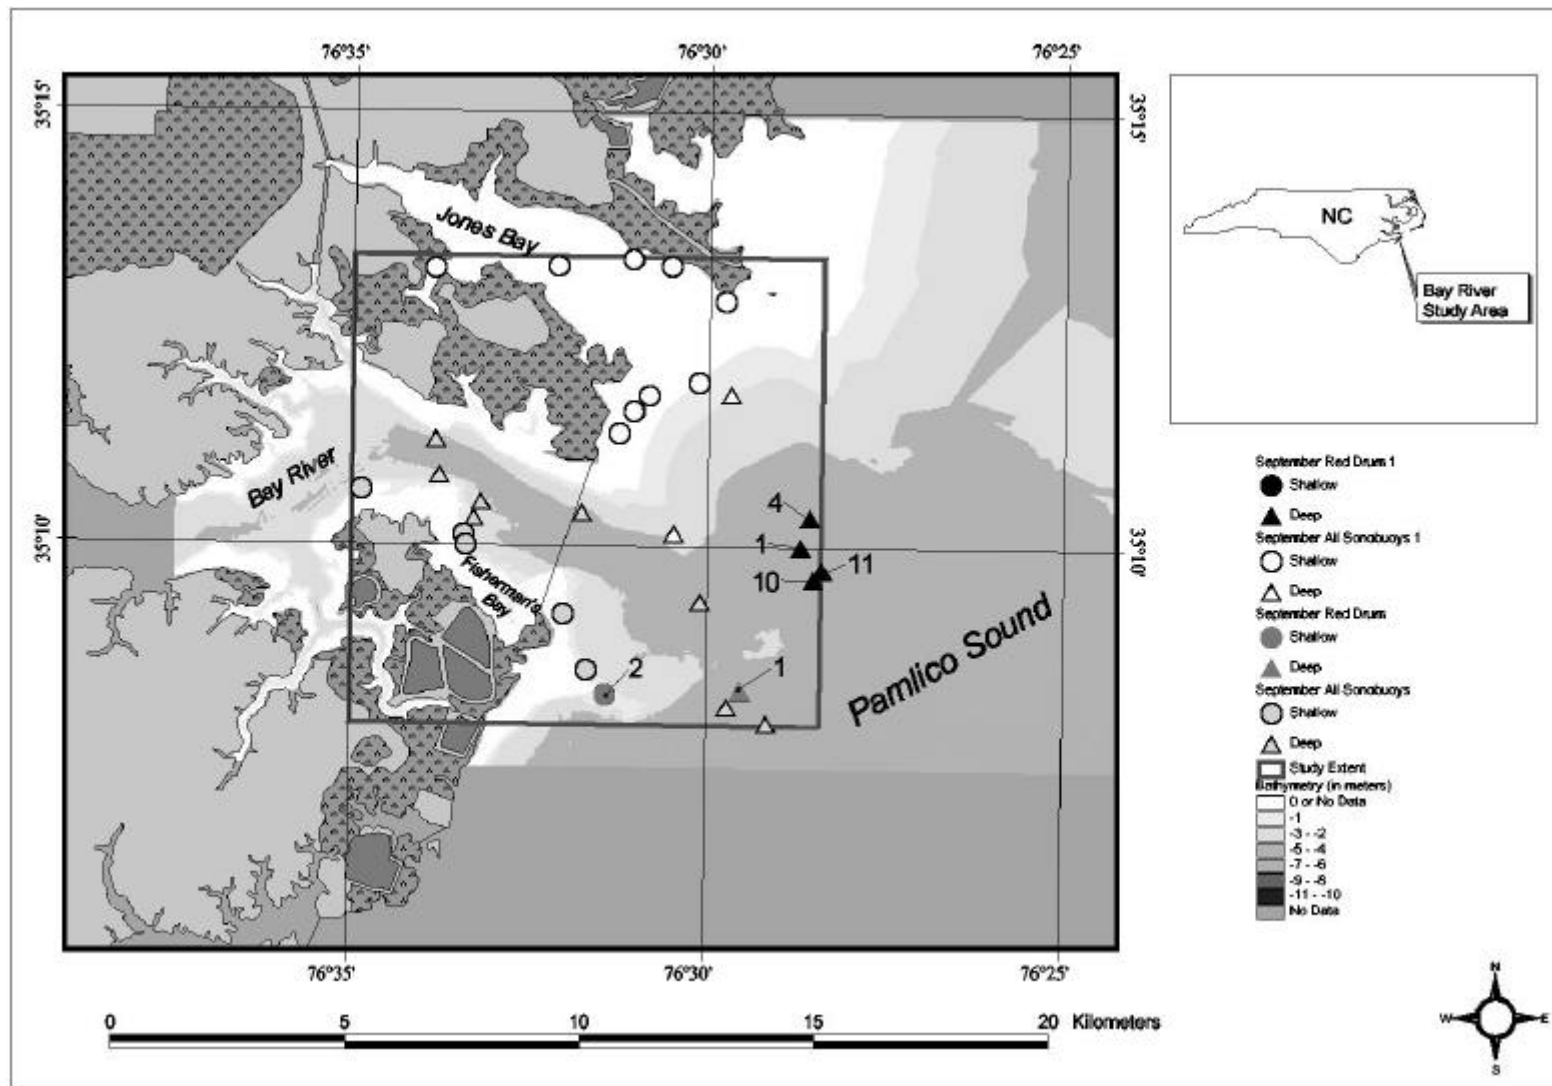 76°35'
76°30'
76°25'
35°15'
35°15'
Jones Bay
NC
Bay River
Study Area
Bay River
35°10'
35°10'
Fisherman's
Bay
4
1
11
10
2
1
Pamlico Sound
September Red Drum 1
Shallow
Deep
September All Sonobuoys 1
Shallow
Deep
September Red Drum
Shallow
Deep
September All Sonobuoys
Shallow
Deep
Study Extent
Bathymetry (in meters)
0 or No Data
-1
-3 - -2
-5 - -4
-7 - -6
-9 - -8
-11 - -10
No Data
76°35'
76°30'
76°25'
0 5 10 15 20 Kilometers
N
W E
S